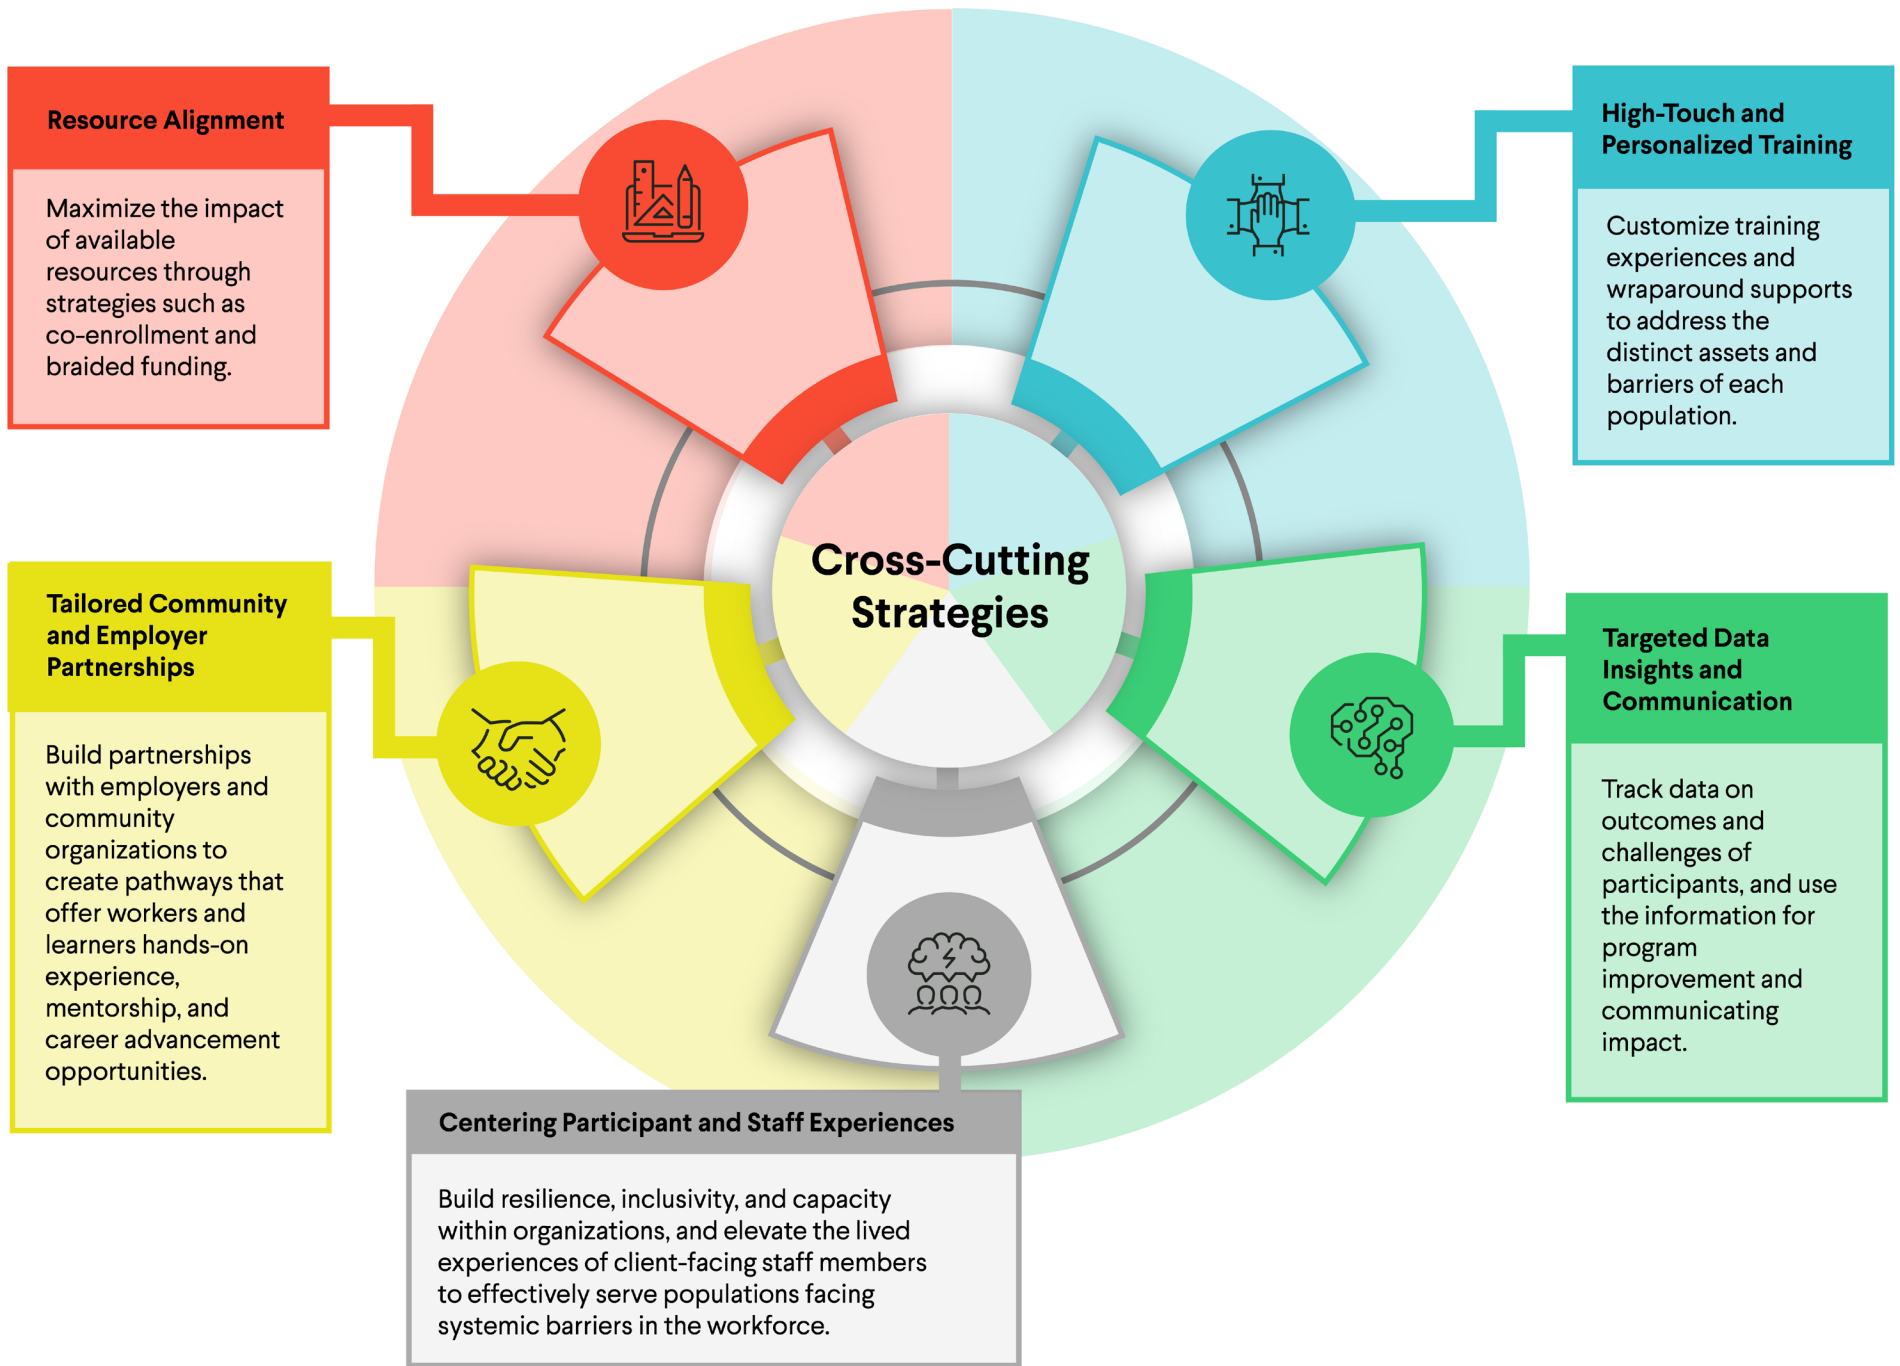 Resource Alignment
Maximize the impact
of available
resources through
strategies such as
co-enrollment and
braided funding.
High-Touch and
Personalized Training
Customize training
experiences and
wraparound supports
to address the
distinct assets and
barriers of each
population.
Cross-Cutting
Strategies
Tailored Community
and Employer
Partnerships
Build partnerships
with employers and
community
organizations to
create pathways that
offer workers and
learners hands-on
experience,
mentorship, and
career advancement
opportunities.
Targeted Data
Insights and
Communication
Track data on
outcomes and
challenges of
participants, and use
the information for
program
improvement and
communicating
impact.
Centering Participant and Staff Experiences
Build resilience, inclusivity, and capacity
within organizations, and elevate the lived
experiences of client-facing staff members
to effectively serve populations facing
systemic barriers in the workforce.